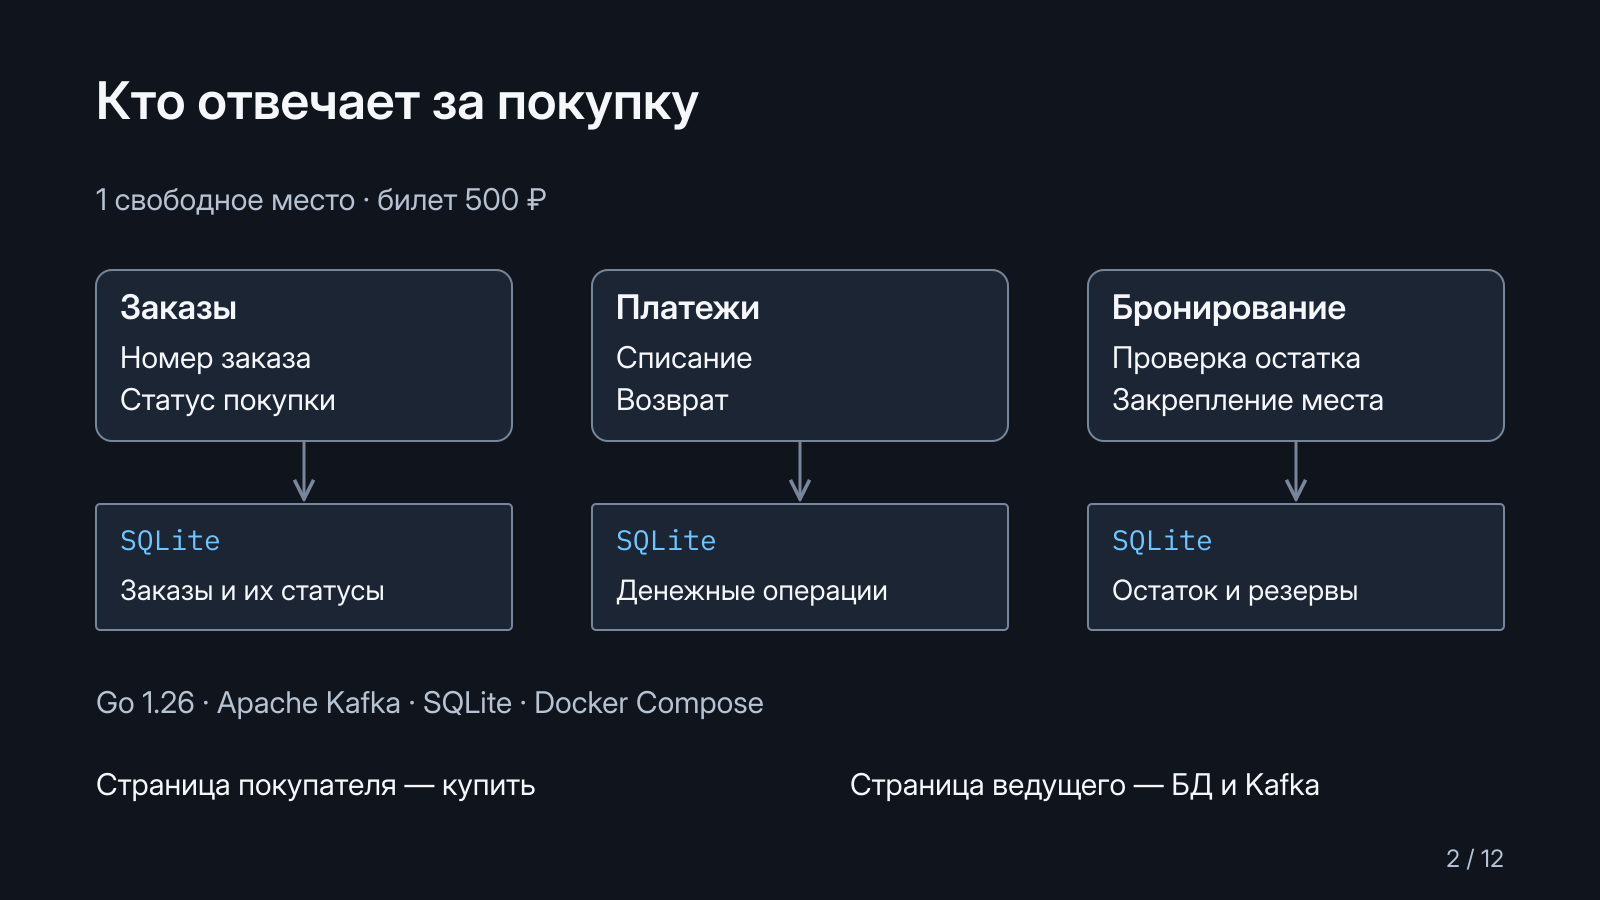 Кто отвечает за покупку
1 свободное место · билет 500 ₽
Заказы
Номер заказа
Статус покупки
Платежи
Списание
Возврат
Бронирование
Проверка остатка
Закрепление места
SQLite
Заказы и их статусы
SQLite
Денежные операции
SQLite
Остаток и резервы
Go 1.26 · Apache Kafka · SQLite · Docker Compose
Страница покупателя — купить
Страница ведущего — БД и Kafka
2 / 12